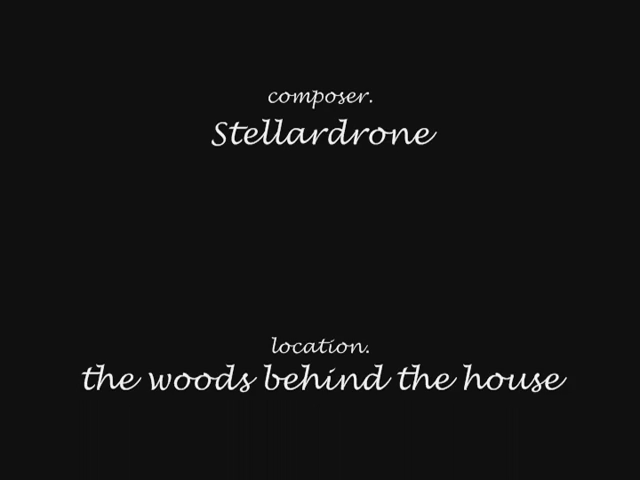 composer.
Stellardrone
location.
the woods behind the house